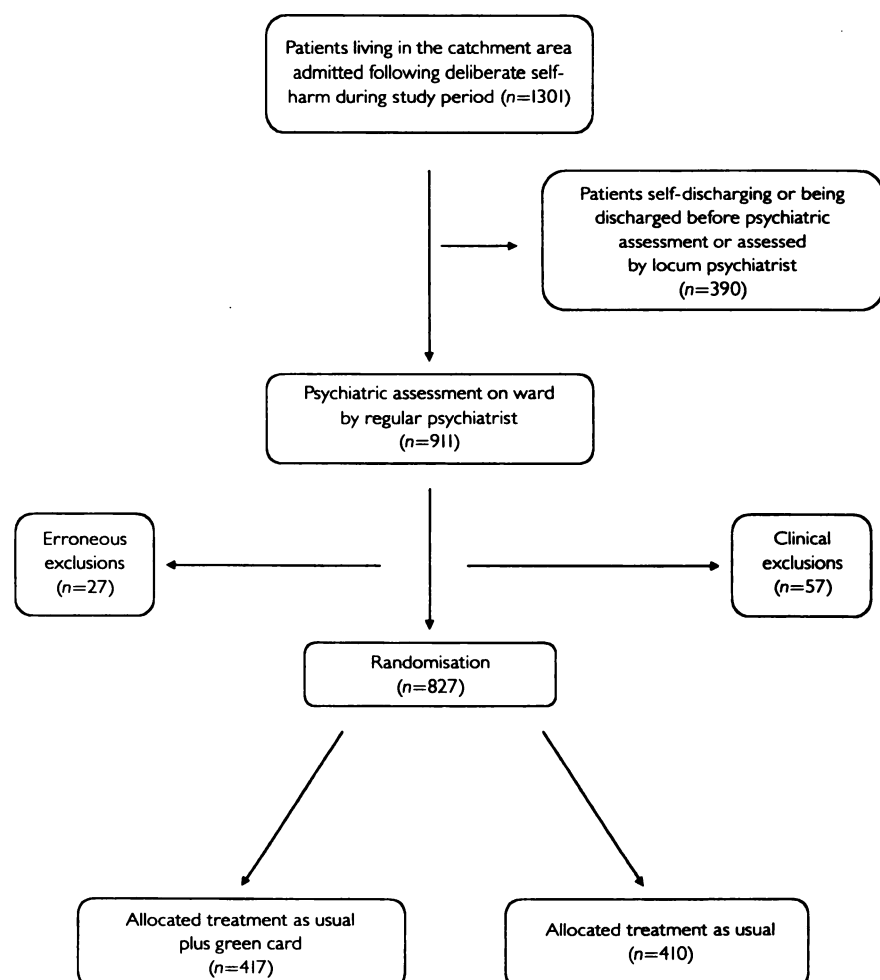 Patients living in the catchment area
admitted following deliberate self-
harm during study period (n=1301)
Patients self-discharging or being
discharged before psychiatric
assessment or assessed
by locum psychiatrist
(n=390)
Psychiatric assessment on ward
by regular psychiatrist
(n=911)
Erroneous
exclusions
(n=27)
Clinical
exclusions
(n=57)
Randomisation
(n=827)
Allocated treatment as usual
plus green card
(n=417)
Allocated treatment as usual
(n=410)